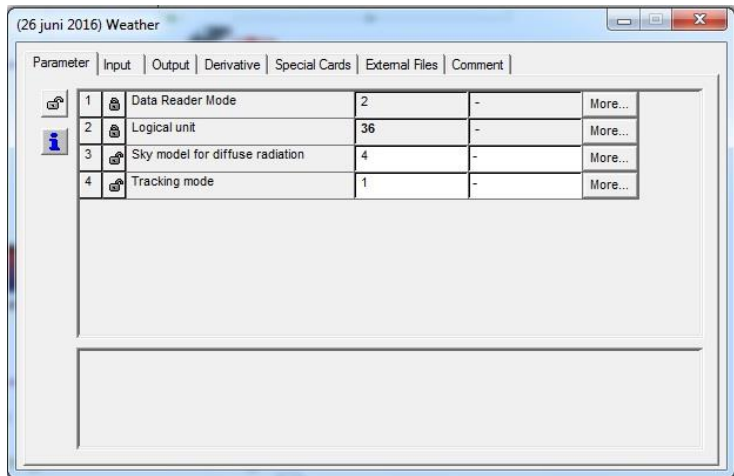 (26 juni 2016) Weather
Parameter Input Output Derivative Special Cards External Files Comment
1 Data Reader Mode 2 - More...
2 Logical unit 36 - More...
3 Sky model for diffuse radiation 4 - More...
4 Tracking mode 1 - More...